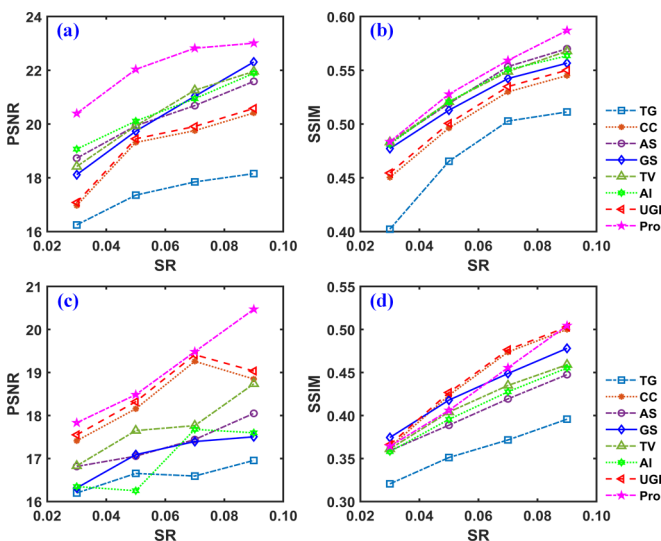 (a)
24
22
20
18
16
PSNR
0.02 0.04 0.06 0.08 0.10
SR
(b)
0.60
0.55
0.50
0.45
0.40
SSIM
0.02 0.04 0.06 0.08 0.10
SR
TG
CC
AS
GS
TV
AI
UGI
Pro
(c)
21
20
19
18
17
16
PSNR
0.02 0.04 0.06 0.08 0.10
SR
(d)
0.55
0.50
0.45
0.40
0.35
0.30
SSIM
0.02 0.04 0.06 0.08 0.10
SR
TG
CC
AS
GS
TV
AI
UGI
Pro